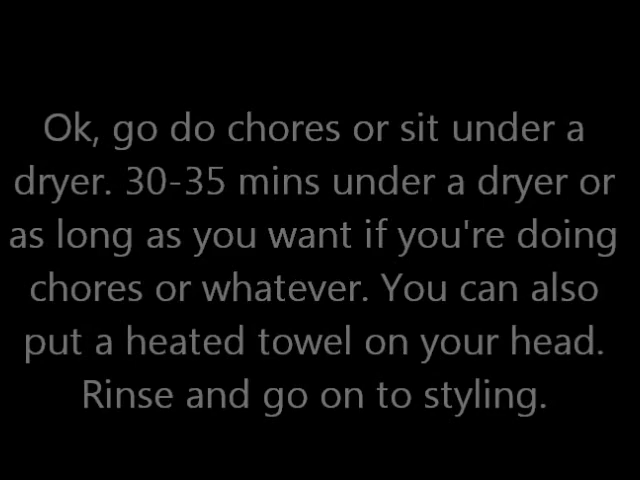 Ok, go do chores or sit under a
dryer. 30-35 mins under a dryer or
as long as you want if you're doing
chores or whatever. You can also
put a heated towel on your head.
Rinse and go on to styling.